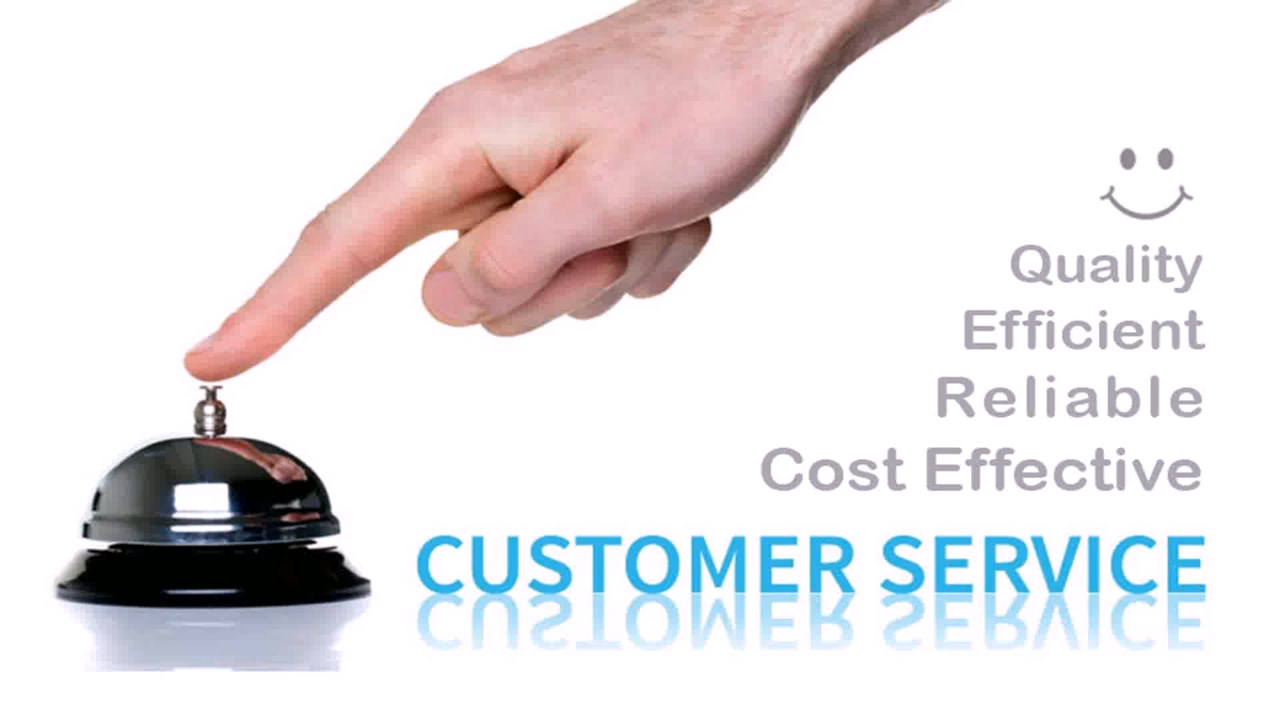 Quality
Efficient
Reliable
Cost Effective
CUSTOMER SERVICE